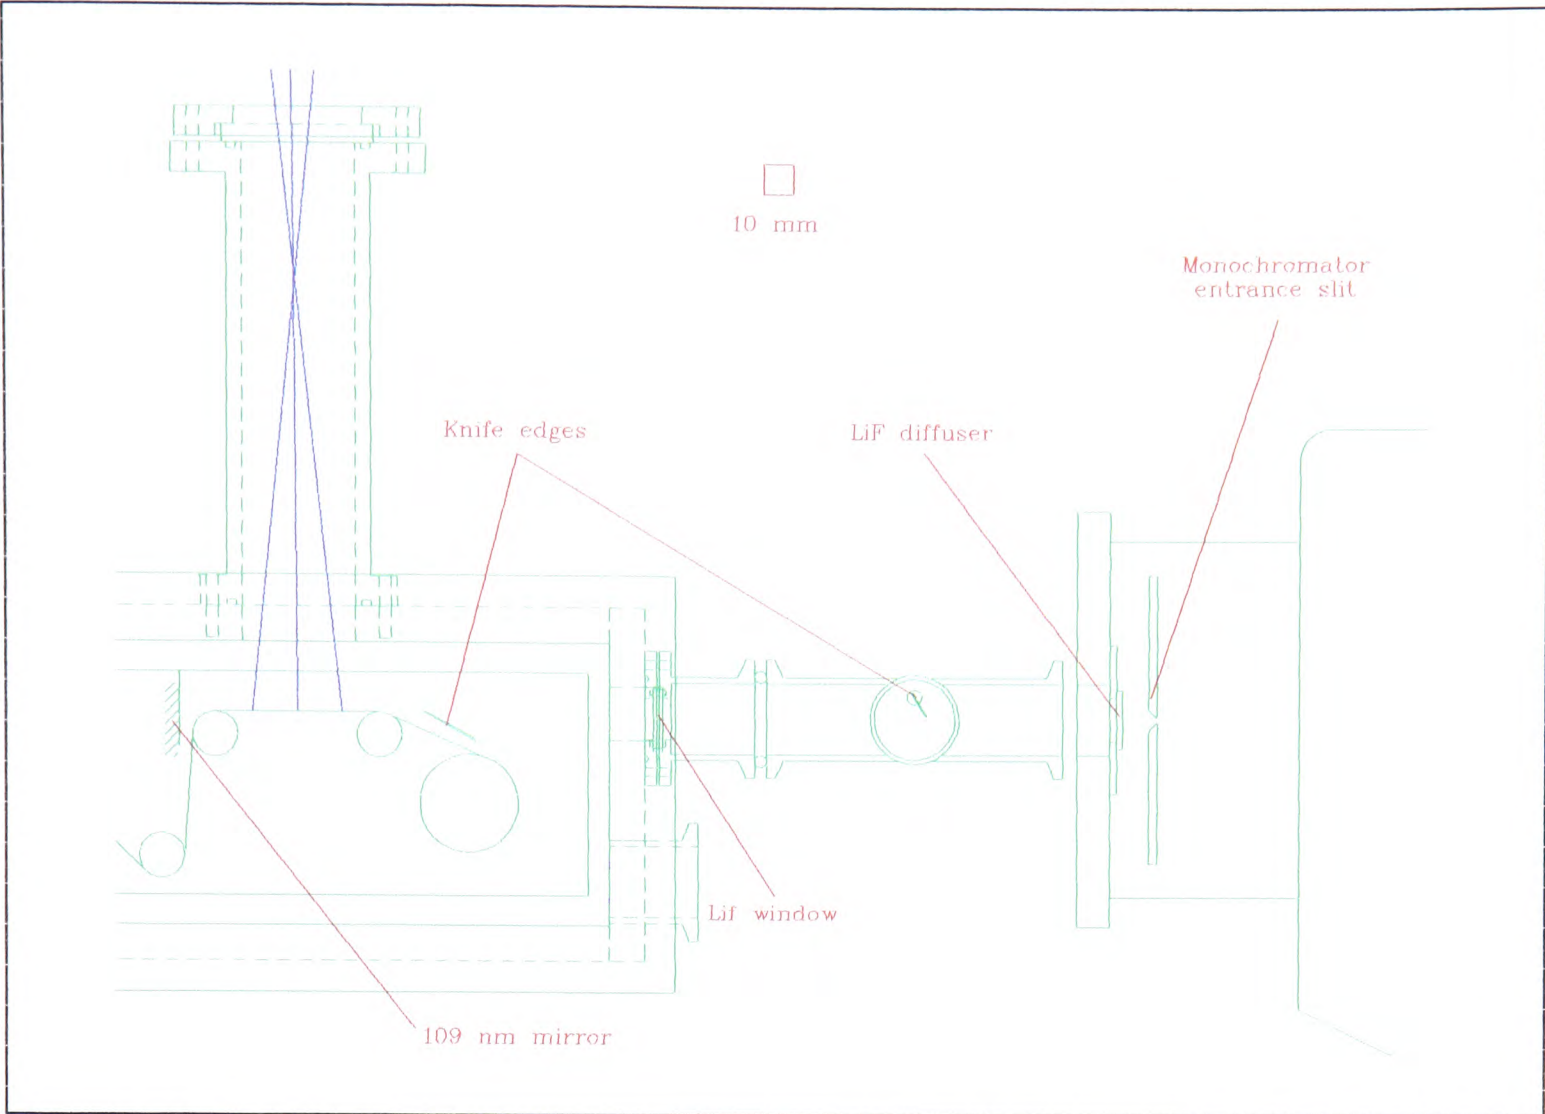 10 mm
Monochromator
entrance slit
Knife edges
LiF diffuser
Lif window
109 nm mirror